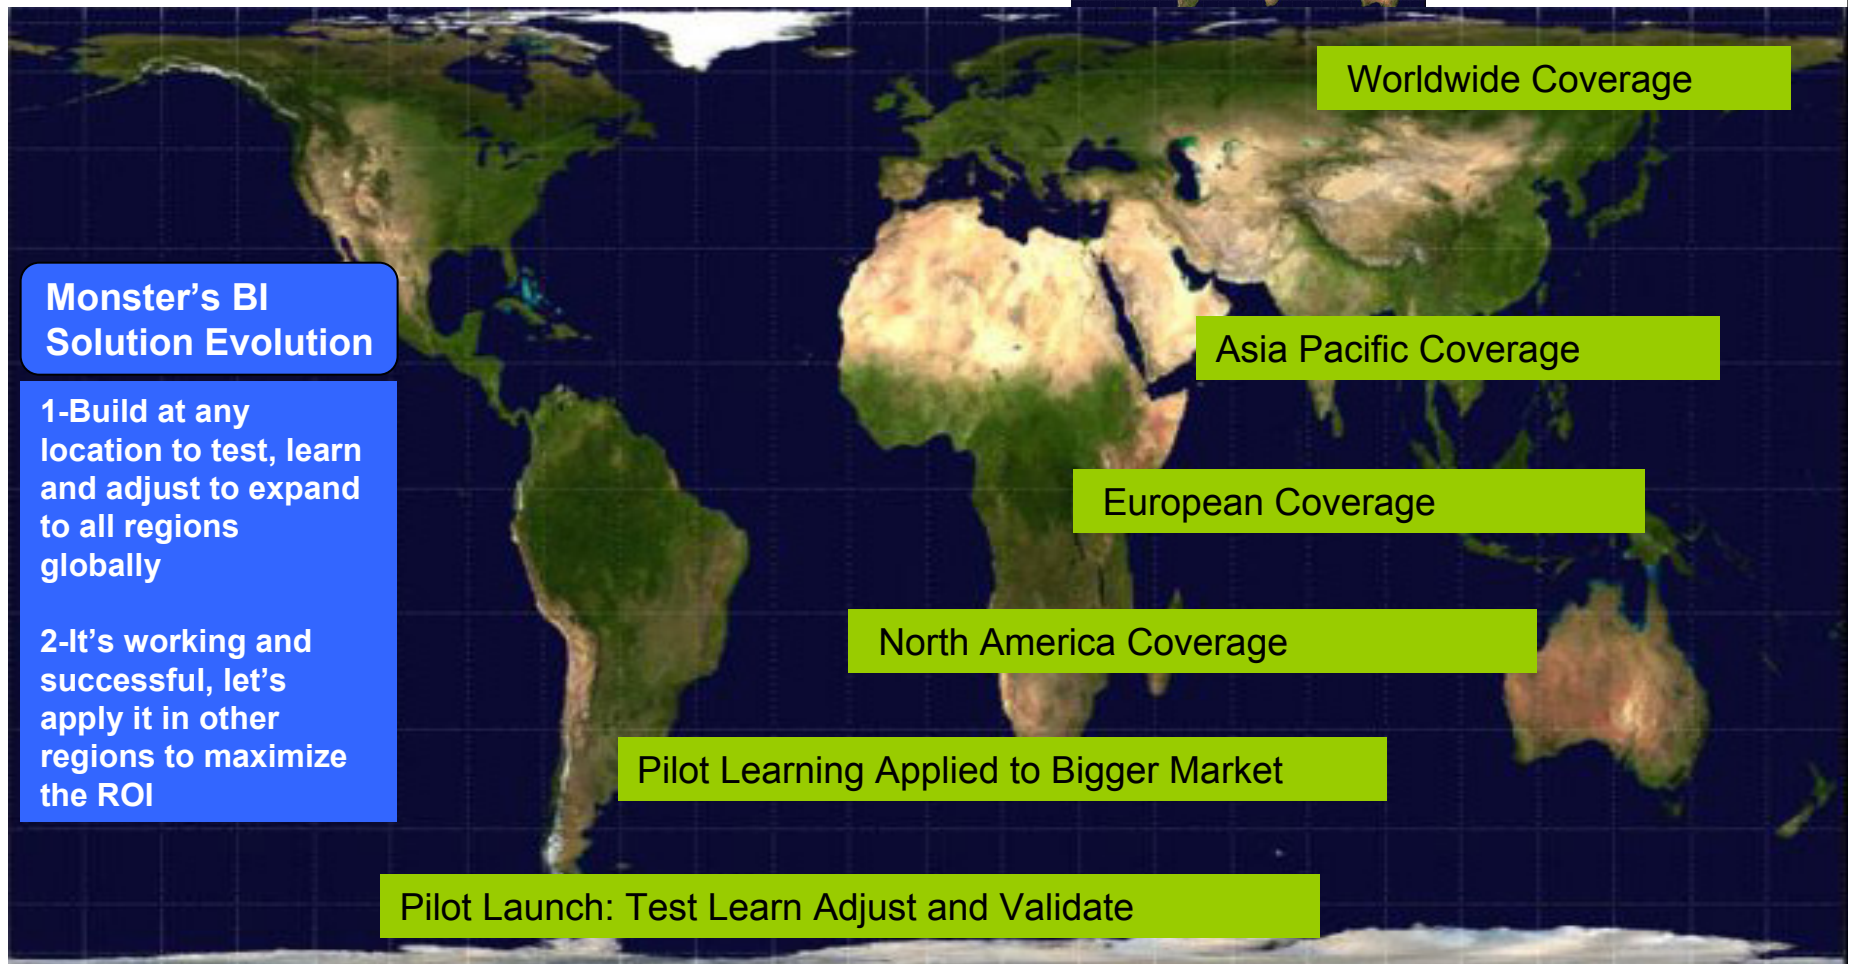 Worldwide Coverage
Monster’s BI
Solution Evolution
Asia Pacific Coverage
1-Build at any
location to test, learn
and adjust to expand
to all regions
globally
European Coverage
2-It’s working and
successful, let’s
apply it in other
regions to maximize
the ROI
North America Coverage
Pilot Learning Applied to Bigger Market
Pilot Launch: Test Learn Adjust and Validate